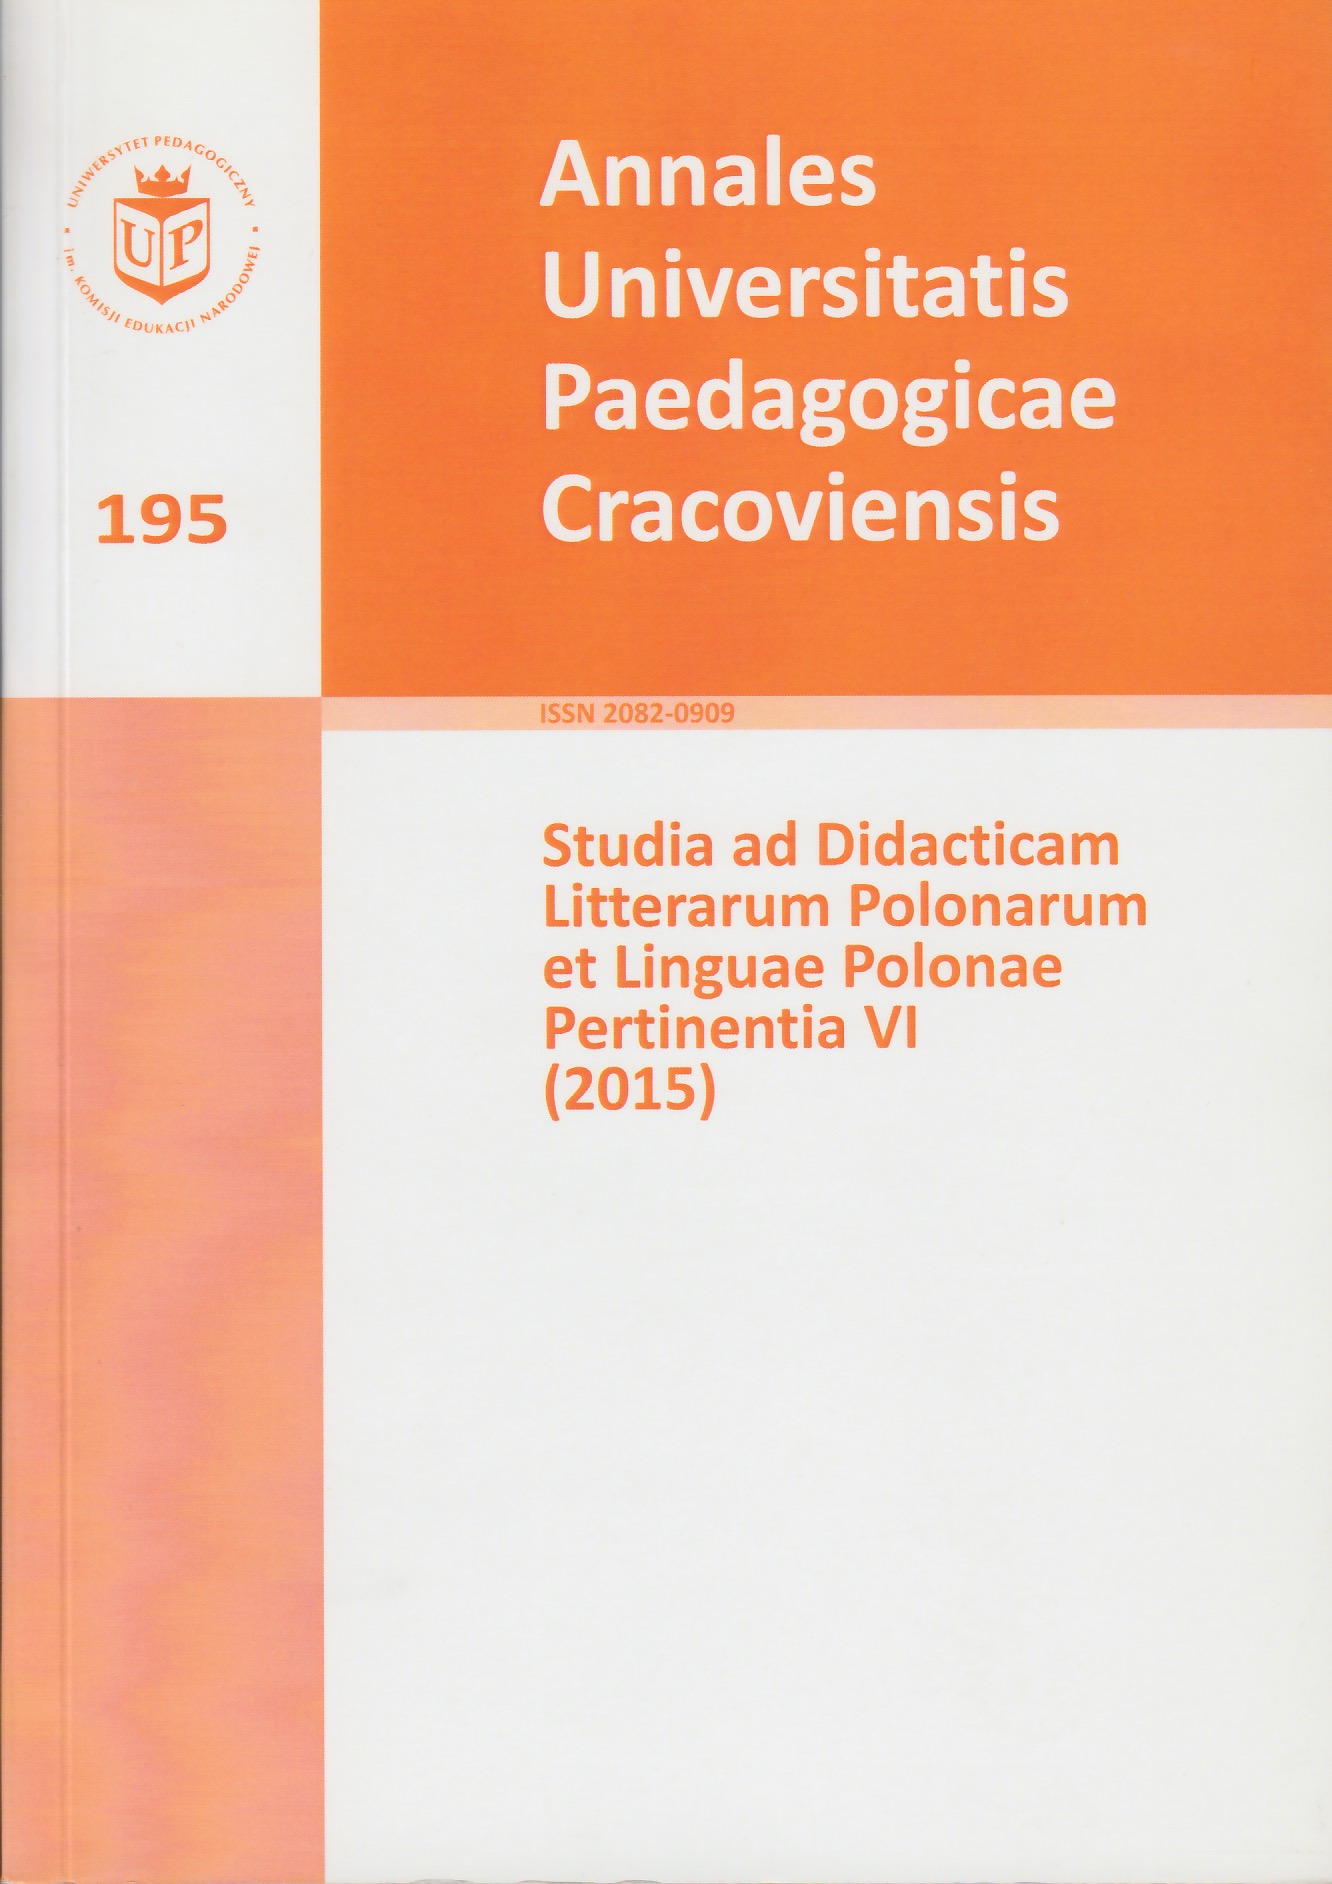 UNIWERSYTET PEDAGOGICZNY
im. KOMISJI EDUKACJI NARODOWEJ
UP
195
Annales
Universitatis
Paedagogicae
Cracoviensis
ISSN 2082-0909
Studia ad Didacticam
Litterarum Polonarum
et Linguae Polonae
Pertinentia VI
(2015)